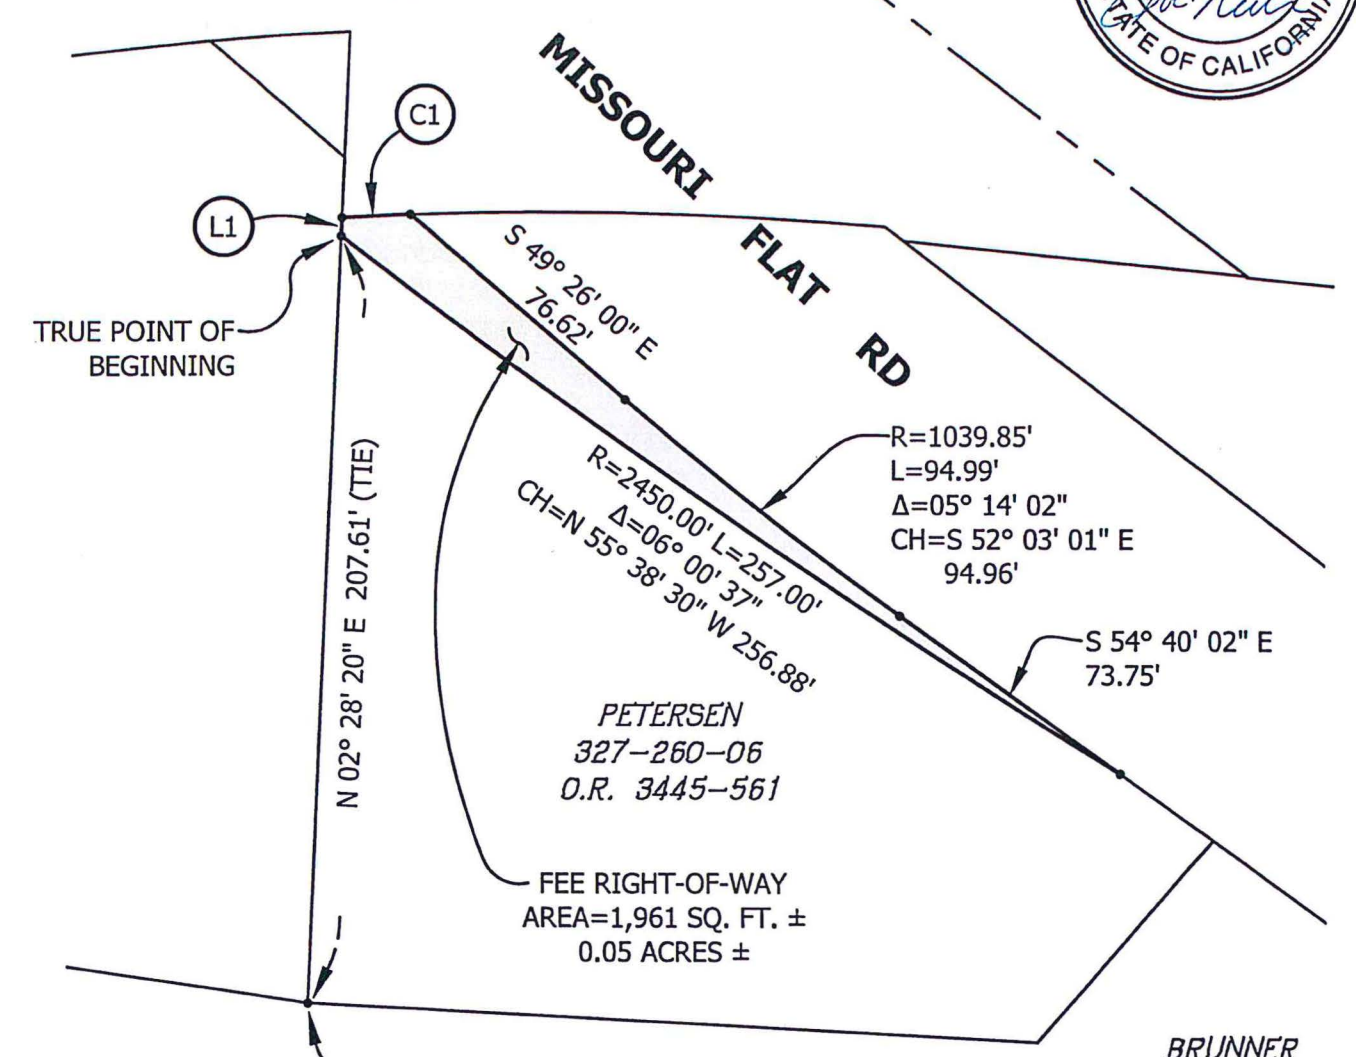 TATE OF CALIFORNIA
C1
MISSOURI FLAT RD
L1
TRUE POINT OF
BEGINNING
S 49° 26' 00" E
76.62'
R=1039.85'
L=94.99'
Δ=05° 14' 02"
CH=S 52° 03' 01" E
94.96'
R=2450.00' L=257.00'
Δ=06° 00' 37"
CH=N 55° 38' 30" W 256.88'
N 02° 28' 20" E 207.61' (TIE)
S 54° 40' 02" E
73.75'
PETERSEN
327-260-06
O.R. 3445-561
FEE RIGHT-OF-WAY
AREA=1,961 SQ. FT. ±
0.05 ACRES ±
BRUNNER